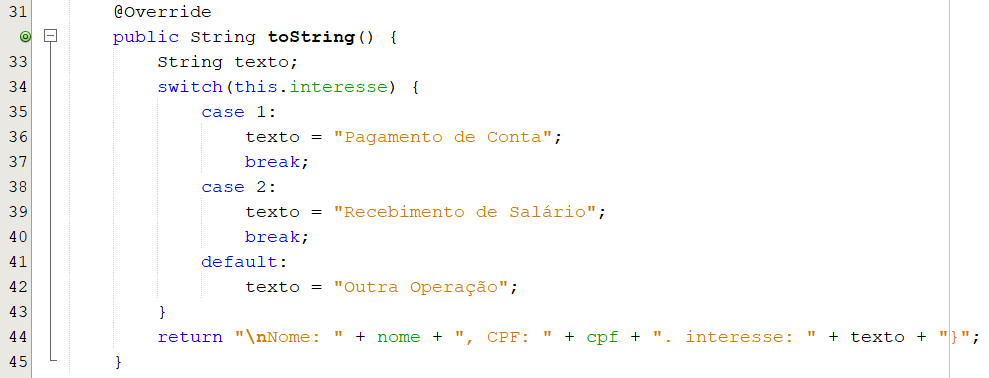 31 @Override
public String toString() {
33 String texto;
34 switch(this.interesse) {
35 case 1:
36 texto = "Pagamento de Conta";
37 break;
38 case 2:
39 texto = "Recebimento de Salário";
40 break;
41 default:
42 texto = "Outra Operação";
43 }
44 return "\nNome: " + nome + ", CPF: " + cpf + ". interesse: " + texto + "}";
45 }